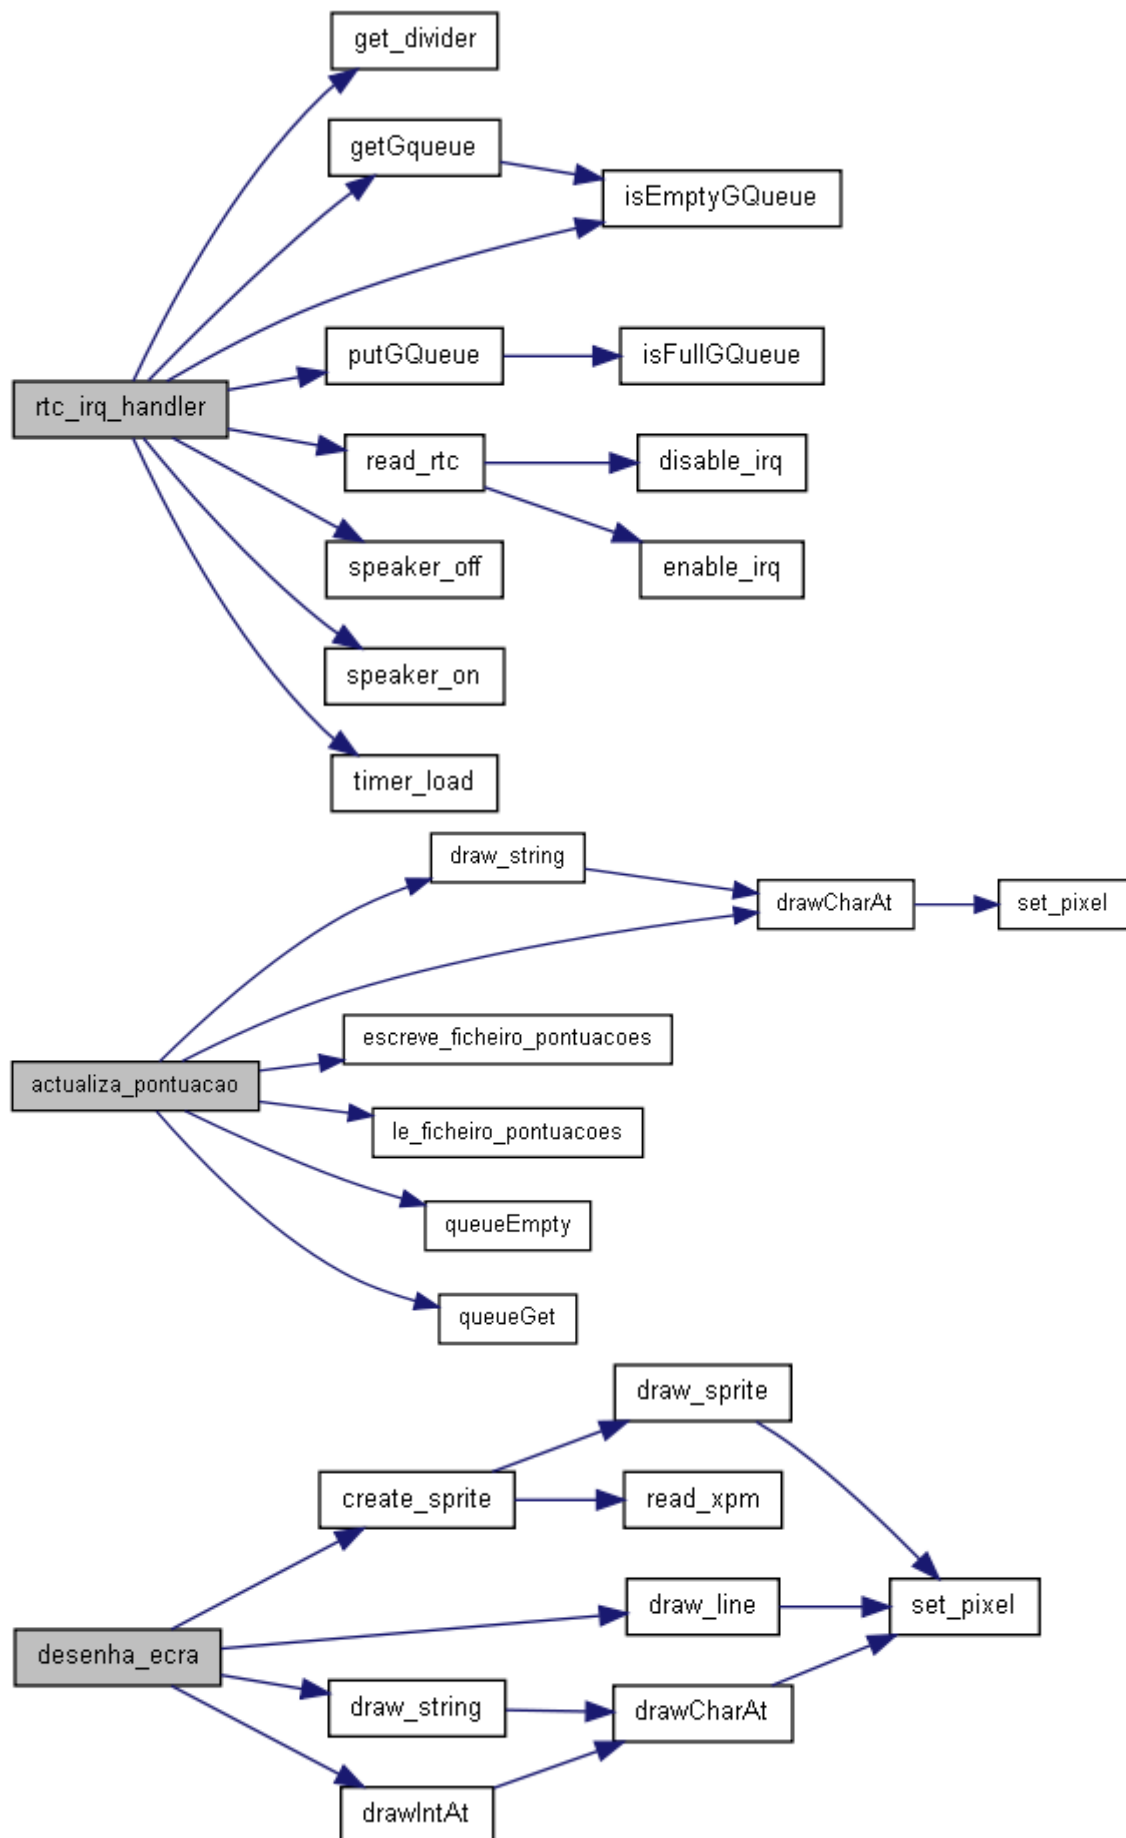 get_divider
getGqueue
isEmptyGQueue
putGQueue
isFullGQueue
rtc_irq_handler
read_rtc
disable_irq
speaker_off
enable_irq
speaker_on
timer_load
draw_string
drawCharAt
set_pixel
escreve_ficheiro_pontuacoes
actualiza_pontuacao
le_ficheiro_pontuacoes
queueEmpty
queueGet
draw_sprite
create_sprite
read_xpm
draw_line
set_pixel
desenha_ecra
draw_string
drawCharAt
drawIntAt